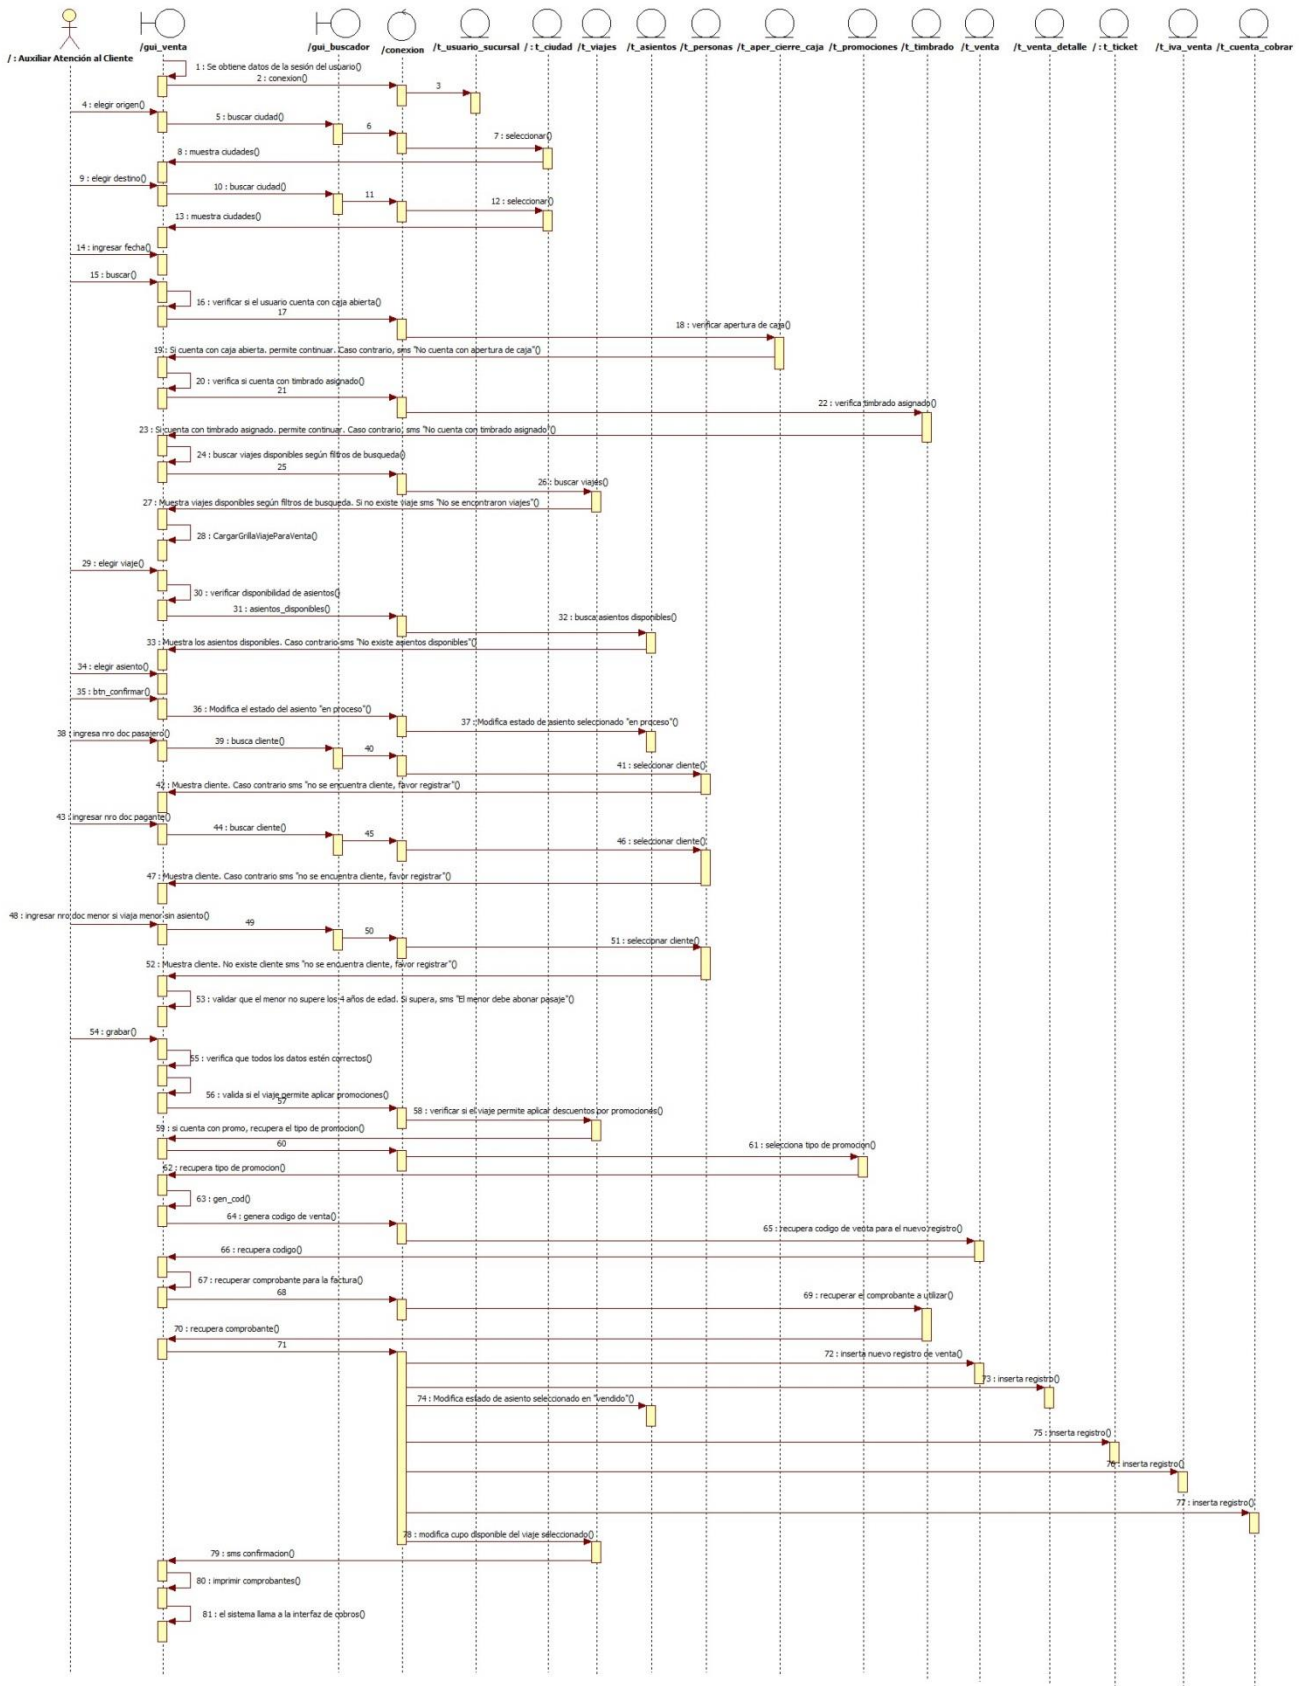 / : Auxiliar Atención al Cliente
/gui_venta
/gui_buscador
/conexion
/t_usuario_sucursal
/ : t_ciudad
/t_viajes
/t_asientos
/t_personas
/t_aper_cierre_caja
/t_promociones
/t_timbrado
/t_venta
/t_venta_detalle
/ : t_ticket
/t_iva_venta
/t_cuenta_cobrar
1 : Se obtiene datos de la sesión del usuario()
2 : conexion()
3
4 : elegir origen()
5 : buscar ciudad()
6
7 : seleccionar()
8 : muestra ciudades()
9 : elegir destino()
10 : buscar ciudad()
11
12 : seleccionar()
13 : muestra ciudades()
14 : ingresar fecha()
15 : buscar()
16 : verificar si el usuario cuenta con caja abierta()
17
18 : verificar apertura de caja()
19 : Si cuenta con caja abierta. permite continuar. Caso contrario, sms "No cuenta con apertura de caja"()
20 : verifica si cuenta con timbrado asignado()
21
22 : verifica timbrado asignado()
23 : Si cuenta con timbrado asignado. permite continuar. Caso contrario, sms "No cuenta con timbrado asignado"()
24 : buscar viajes disponibles según filtros de busqueda()
25
26 : buscar viajes()
27 : Muestra viajes disponibles según filtros de busqueda. Si no existe viaje sms "No se encontraron viajes"()
28 : CargarGrillaViajeParaVenta()
29 : elegir viaje()
30 : verificar disponibilidad de asientos()
31 : asientos_disponibles()
32 : busca asientos disponibles()
33 : Muestra los asientos disponibles. Caso contrario sms "No existe asientos disponibles"()
34 : elegir asiento()
35 : btn_confirmar()
36 : Modifica el estado del asiento "en proceso"()
37 : Modifica estado de asiento seleccionado "en proceso"()
38 : ingresa nro doc pasajero()
39 : busca cliente()
40
41 : seleccionar cliente()
42 : Muestra cliente. Caso contrario sms "no se encuentra cliente, favor registrar"()
43 : ingresar nro doc pagante()
44 : buscar cliente()
45
46 : seleccionar cliente()
47 : Muestra cliente. Caso contrario sms "no se encuentra cliente, favor registrar"()
48 : ingresar nro doc menor si viaja menor sin asiento()
49
50
51 : seleccionar cliente()
52 : Muestra cliente. No existe cliente sms "no se encuentra cliente, favor registrar"()
53 : validar que el menor no supere los 4 años de edad. Si supera, sms "El menor debe abonar pasaje"()
54 : grabar()
55 : verifica que todos los datos estén correctos()
56 : valida si el viaje permite aplicar promociones()
57
58 : verificar si el viaje permite aplicar descuentos por promociones()
59 : si cuenta con promo, recupera el tipo de promocion()
60
61 : selecciona tipo de promocion()
62 : recupera tipo de promocion()
63 : gen_cod()
64 : genera codigo de venta()
65 : recupera codigo de venta para el nuevo registro()
66 : recupera codigo()
67 : recuperar comprobante para la factura()
68
69 : recuperar el comprobante a utilizar()
70 : recupera comprobante()
71
72 : inserta nuevo registro de venta()
73 : inserta registro()
74 : Modifica estado de asiento seleccionado en "vendido"()
75 : inserta registro()
76 : inserta registro()
77 : inserta registro()
78 : modifica cupo disponible del viaje seleccionado()
79 : sms confirmacion()
80 : imprimir comprobantes()
81 : el sistema llama a la interfaz de cobros()